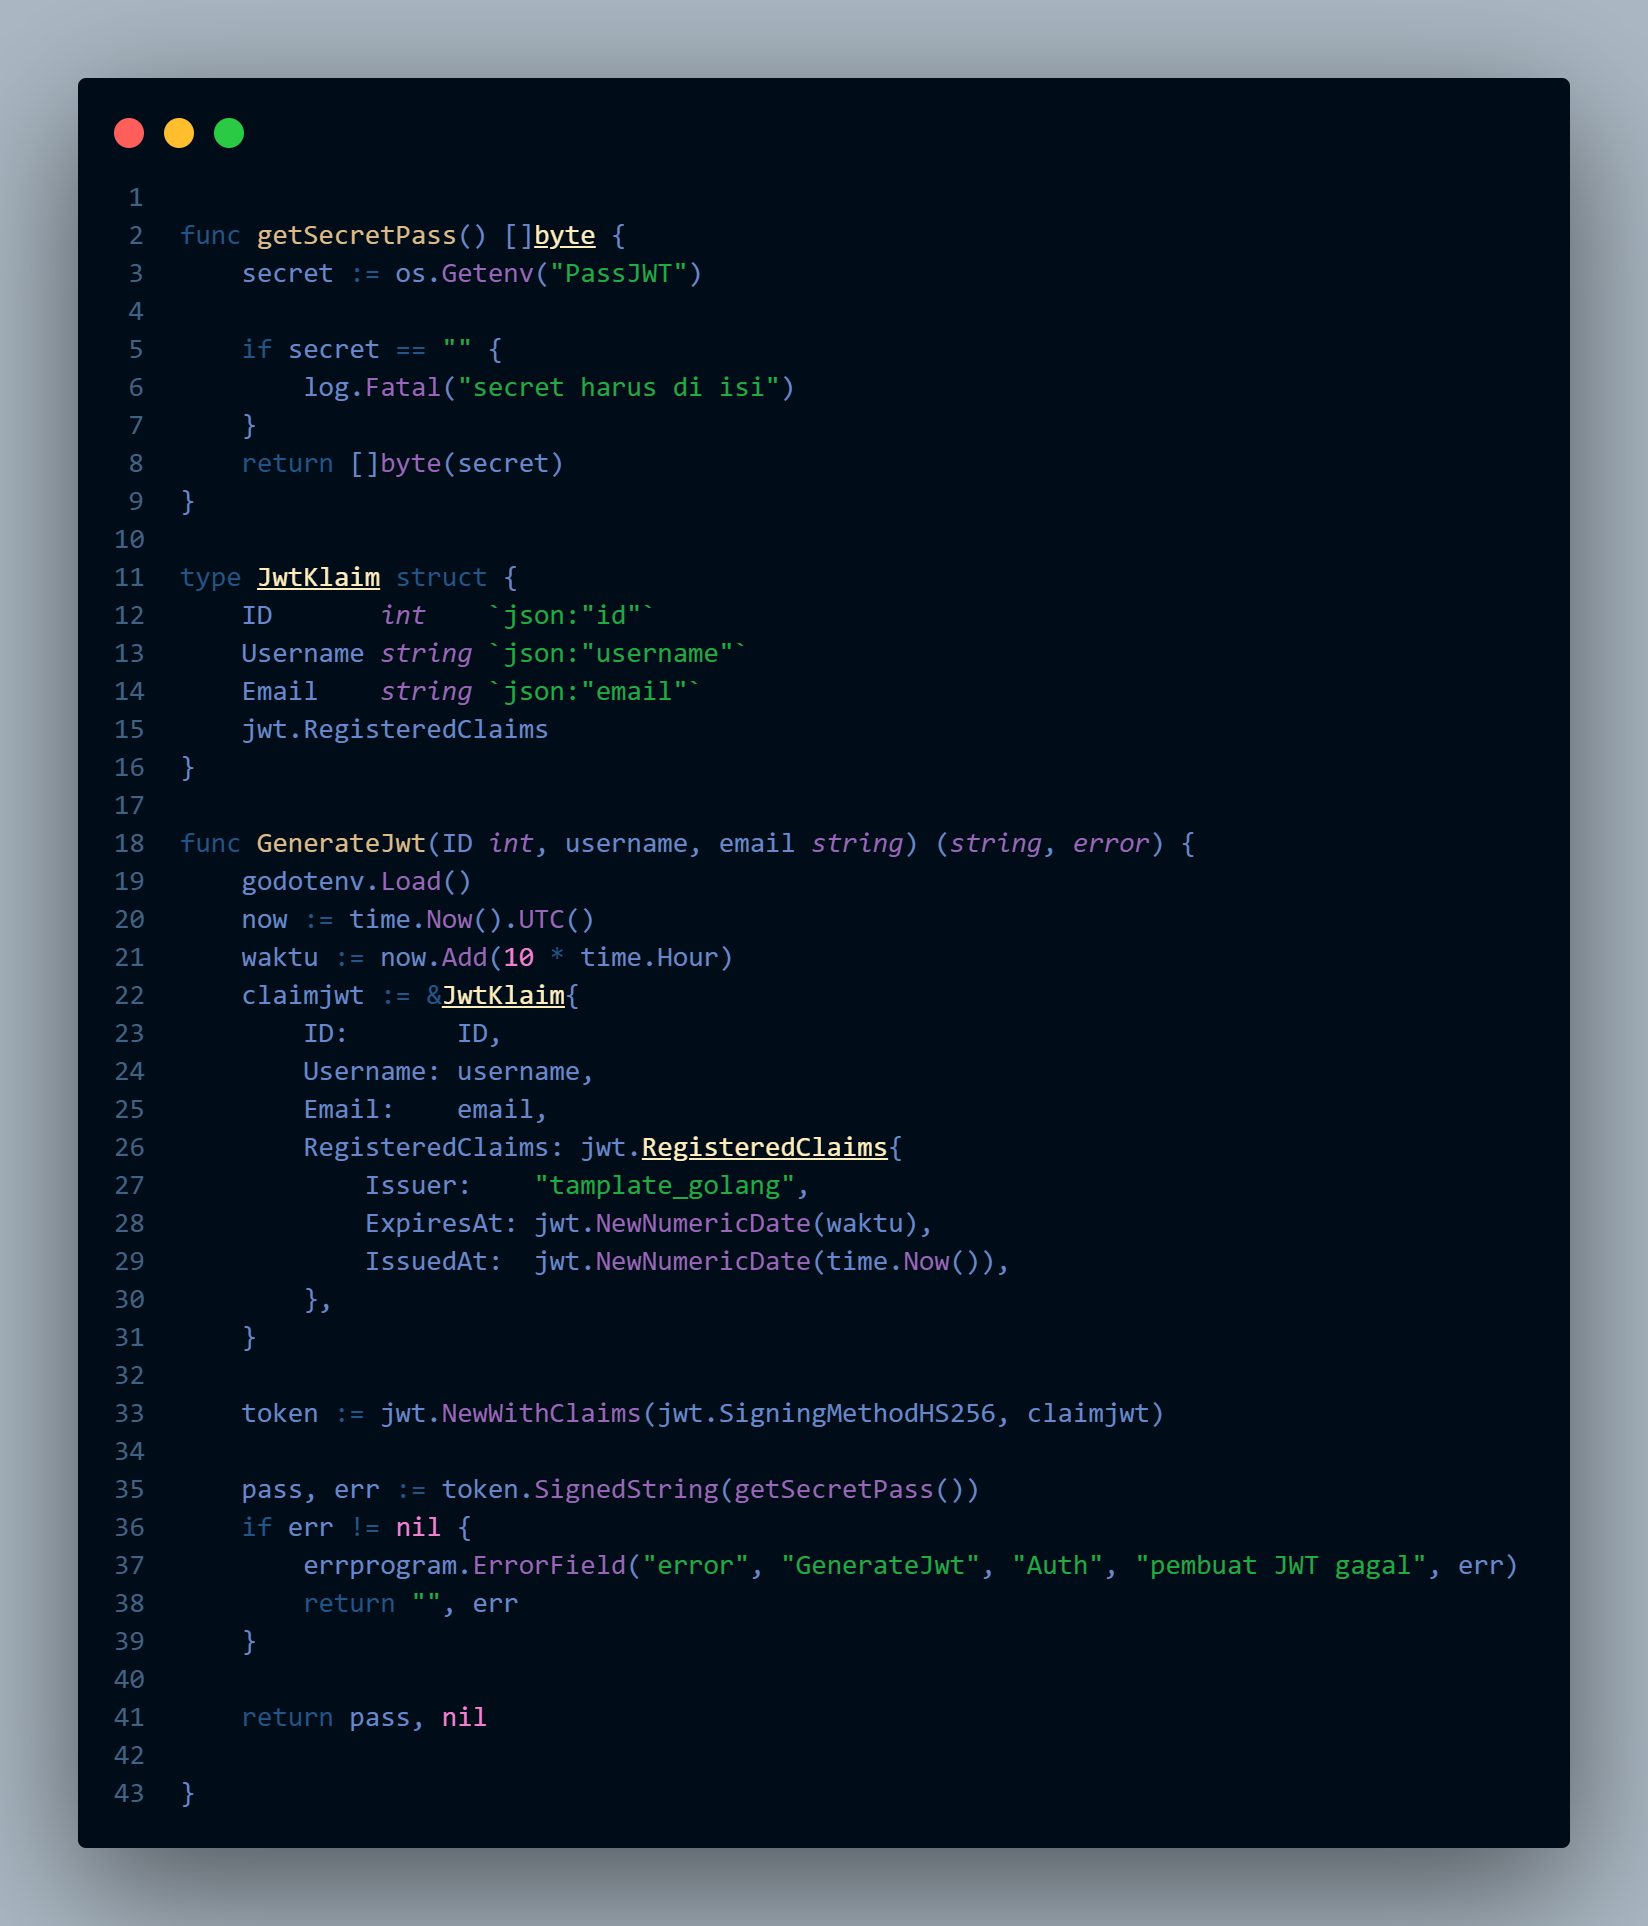 1
2 func getSecretPass() []byte {
3     secret := os.Getenv("PassJWT")
4
5     if secret == "" {
6         log.Fatal("secret harus di isi")
7     }
8     return []byte(secret)
9 }
10
11 type JwtKlaim struct {
12     ID       int    `json:"id"`
13     Username string `json:"username"`
14     Email    string `json:"email"`
15     jwt.RegisteredClaims
16 }
17
18 func GenerateJwt(ID int, username, email string) (string, error) {
19     godotenv.Load()
20     now := time.Now().UTC()
21     waktu := now.Add(10 * time.Hour)
22     claimjwt := &JwtKlaim{
23         ID:       ID,
24         Username: username,
25         Email:    email,
26         RegisteredClaims: jwt.RegisteredClaims{
27             Issuer:    "tamplate_golang",
28             ExpiresAt: jwt.NewNumericDate(waktu),
29             IssuedAt:  jwt.NewNumericDate(time.Now()),
30         },
31     }
32
33     token := jwt.NewWithClaims(jwt.SigningMethodHS256, claimjwt)
34
35     pass, err := token.SignedString(getSecretPass())
36     if err != nil {
37         errprogram.ErrorField("error", "GenerateJwt", "Auth", "pembuat JWT gagal", err)
38         return "", err
39     }
40
41     return pass, nil
42
43 }